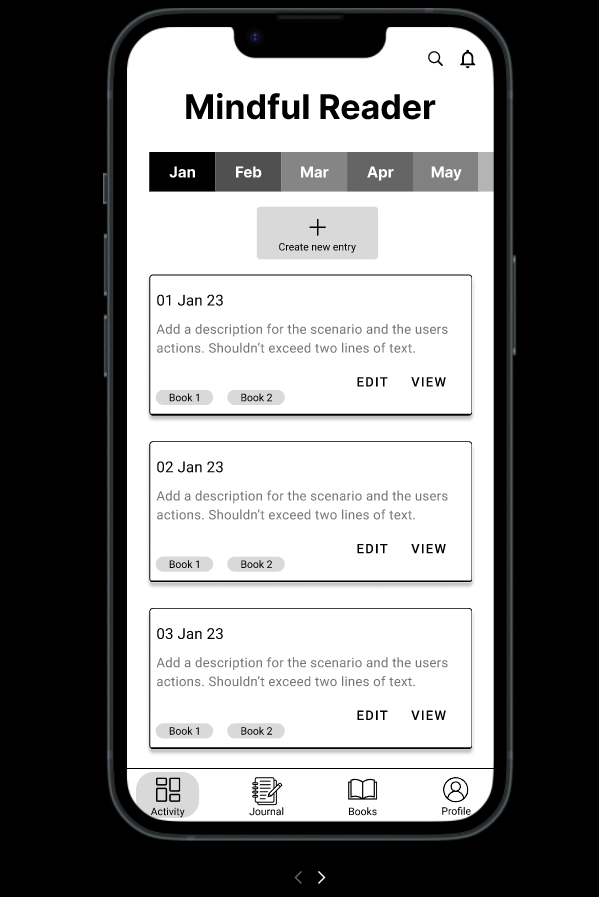 Mindful Reader
Jan Feb Mar Apr May
Create new entry
01 Jan 23
Add a description for the scenario and the users
actions. Shouldn’t exceed two lines of text.
EDIT VIEW
Book 1 Book 2
02 Jan 23
Add a description for the scenario and the users
actions. Shouldn’t exceed two lines of text.
EDIT VIEW
Book 1 Book 2
03 Jan 23
Add a description for the scenario and the users
actions. Shouldn’t exceed two lines of text.
EDIT VIEW
Book 1 Book 2
Activity Journal Books Profile